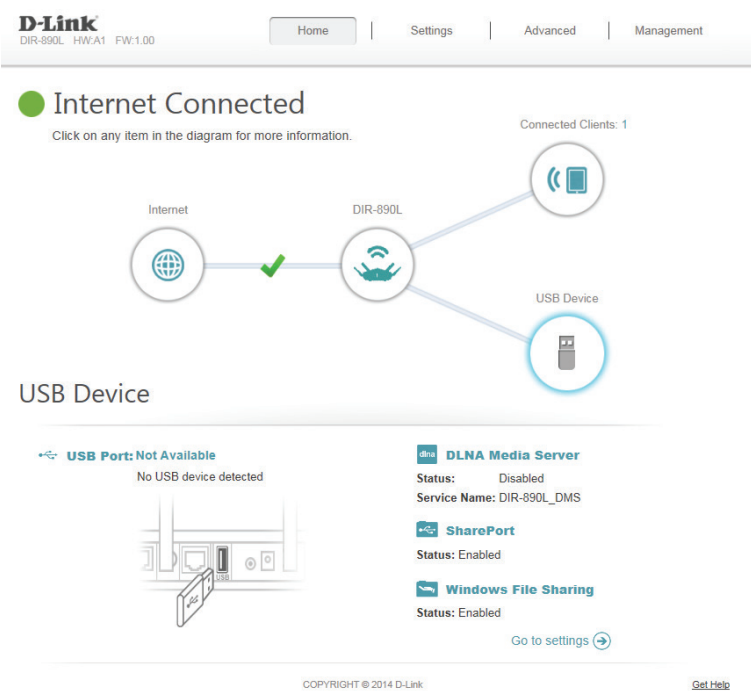 D-Link
DIR-890L HW:A1 FW:1.00
Home
Settings
Advanced
Management
Internet Connected
Click on any item in the diagram for more information.
Connected Clients: 1
Internet
DIR-890L
USB Device
USB Device
USB Port: Not Available
No USB device detected
USB
dlna DLNA Media Server
Status: Disabled
Service Name: DIR-890L_DMS
SharePort
Status: Enabled
Windows File Sharing
Status: Enabled
Go to settings
COPYRIGHT © 2014 D-Link
Get Help